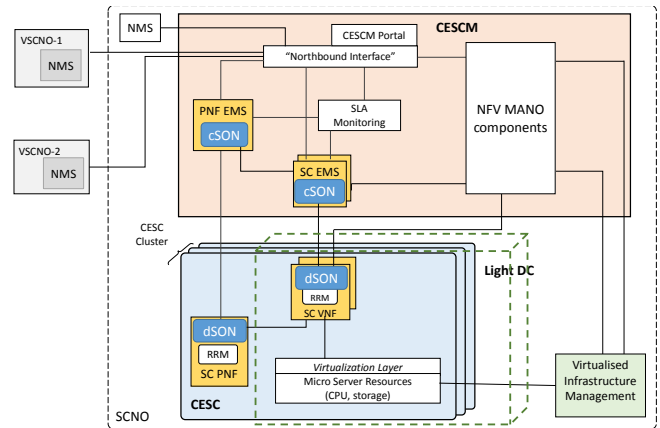 NMS
CESCM Portal
CESCM
VSCNO-1
NMS
"Northbound Interface"
PNF EMS
cSON
SLA
Monitoring
NFV MANO
components
VSCNO-2
NMS
SC EMS
cSON
CESC
Cluster
Light DC
dSON
RRM
SC VNF
dSON
RRM
SC PNF
Virtualization Layer
Micro Server Resources
(CPU, storage)
Virtualised
Infrastructure
Management
CESC
SCNO